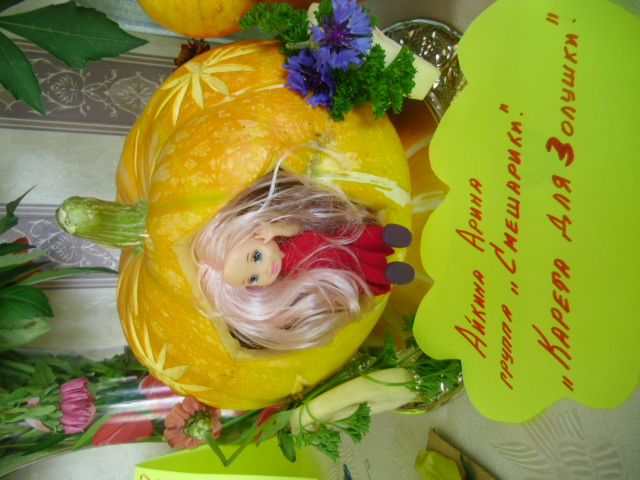 Айкина Арина
группа „Смешарики."
„Карета для Золушки."